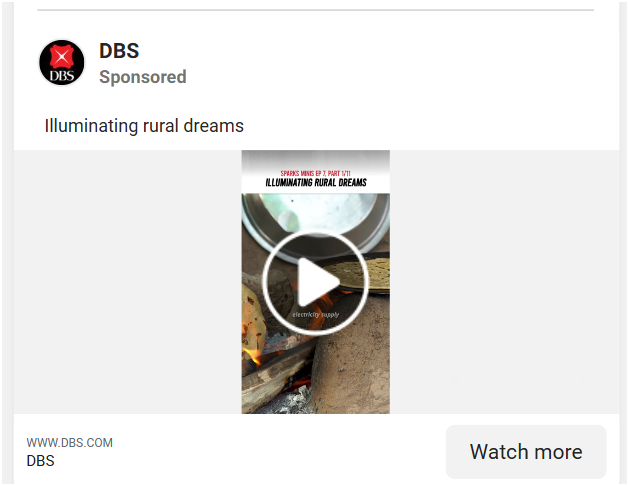 DBS
DBS
Sponsored
Illuminating rural dreams
SPARKS MINIS EP 7, PART 1/11
ILLUMINATING RURAL DREAMS
electricity supply
WWW.DBS.COM
DBS
Watch more